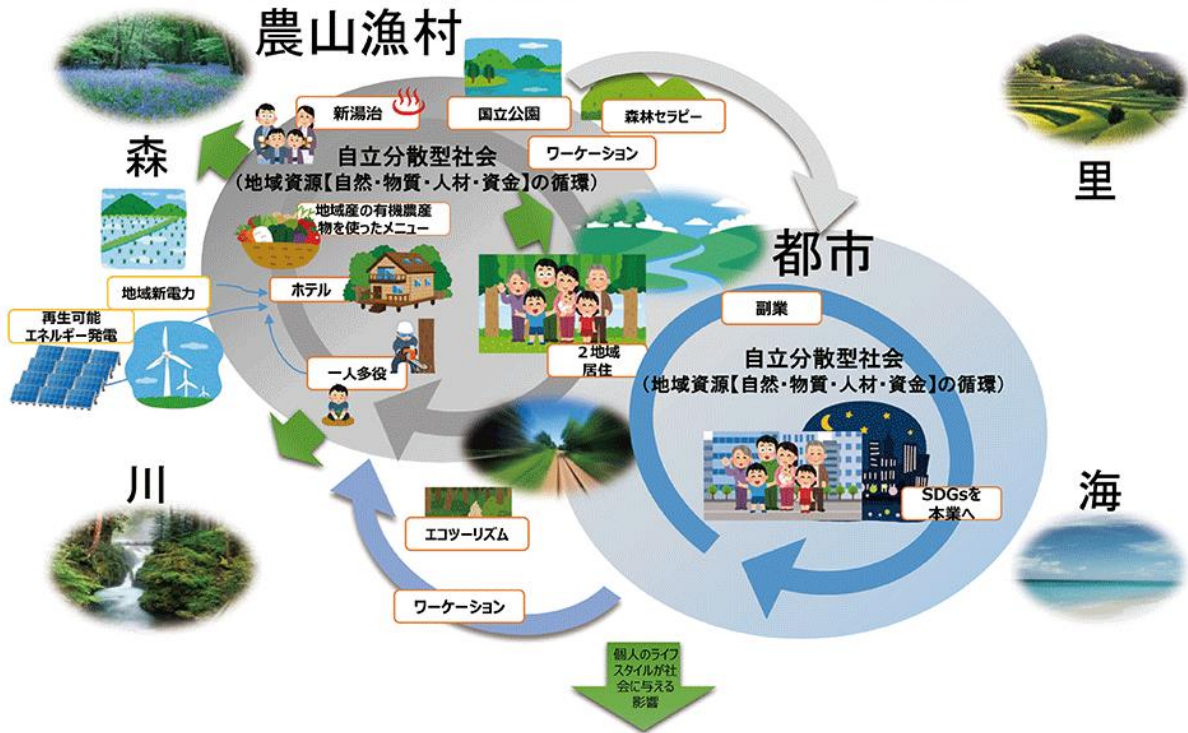 農山漁村
新湯治
国立公園
森林セラピー
ワーケーション
森
里
自立分散型社会
(地域資源【自然・物質・人材・資金】の循環)
地域産の有機農産
物を使ったメニュー
都市
地域新電力
ホテル
副業
再生可能
エネルギー発電
2地域
居住
自立分散型社会
(地域資源【自然・物質・人材・資金】の循環)
一人多役
川
海
SDGsを
本業へ
エコツーリズム
ワーケーション
個人のライフ
スタイルが社
会に与える
影響